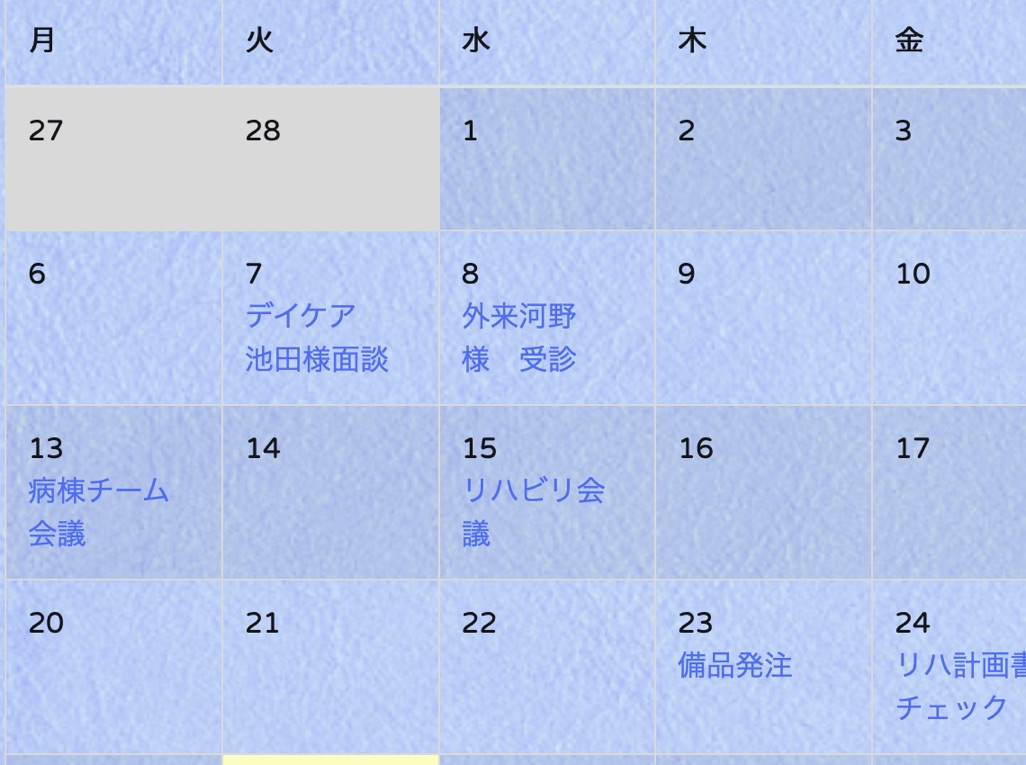 月 火 水 木 金
27 28 1 2 3
6 7 8 9 10
デイケア 外来河野
池田様面談 様　受診
13 14 15 16 17
病棟チーム リハビリ会
会議 議
20 21 22 23 24
備品発注 リハ計画書
チェック